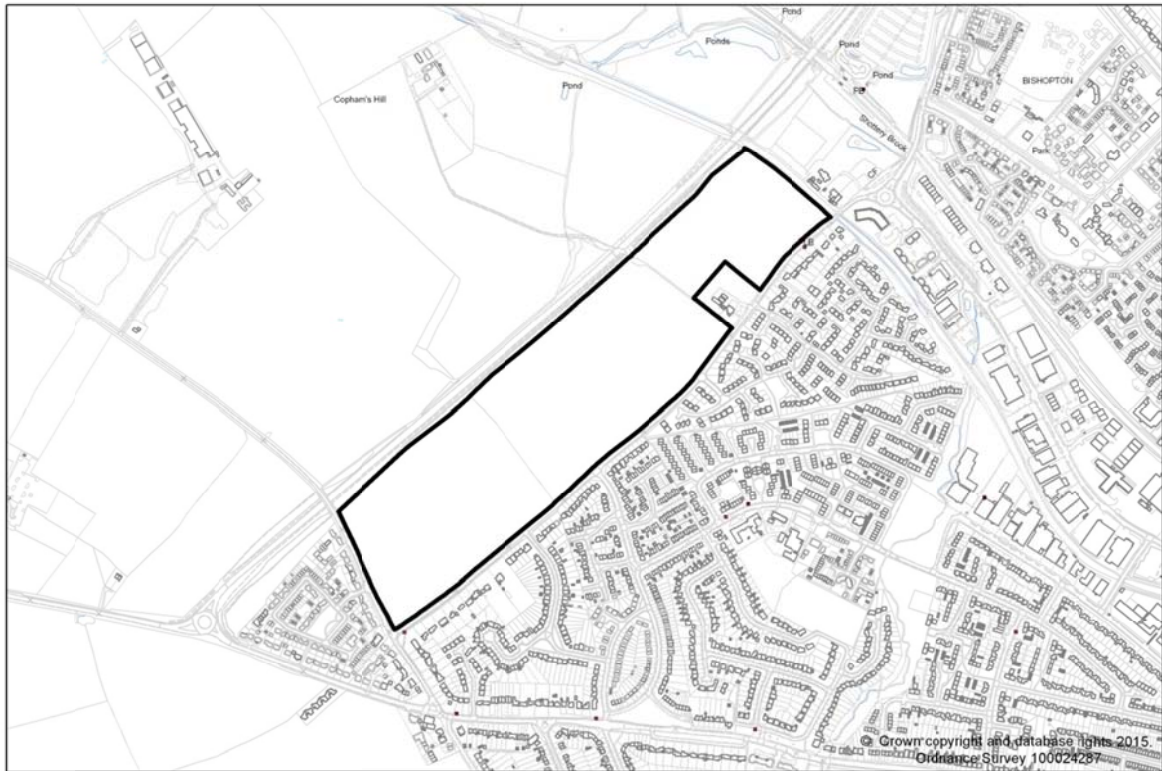 Pond
Ponds
Pond
Pond
Pond
BISHOPTON
Copham's Hill
FB
Shottery Brook
Park
© Crown copyright and database rights 2015.
Ordnance Survey 100024287